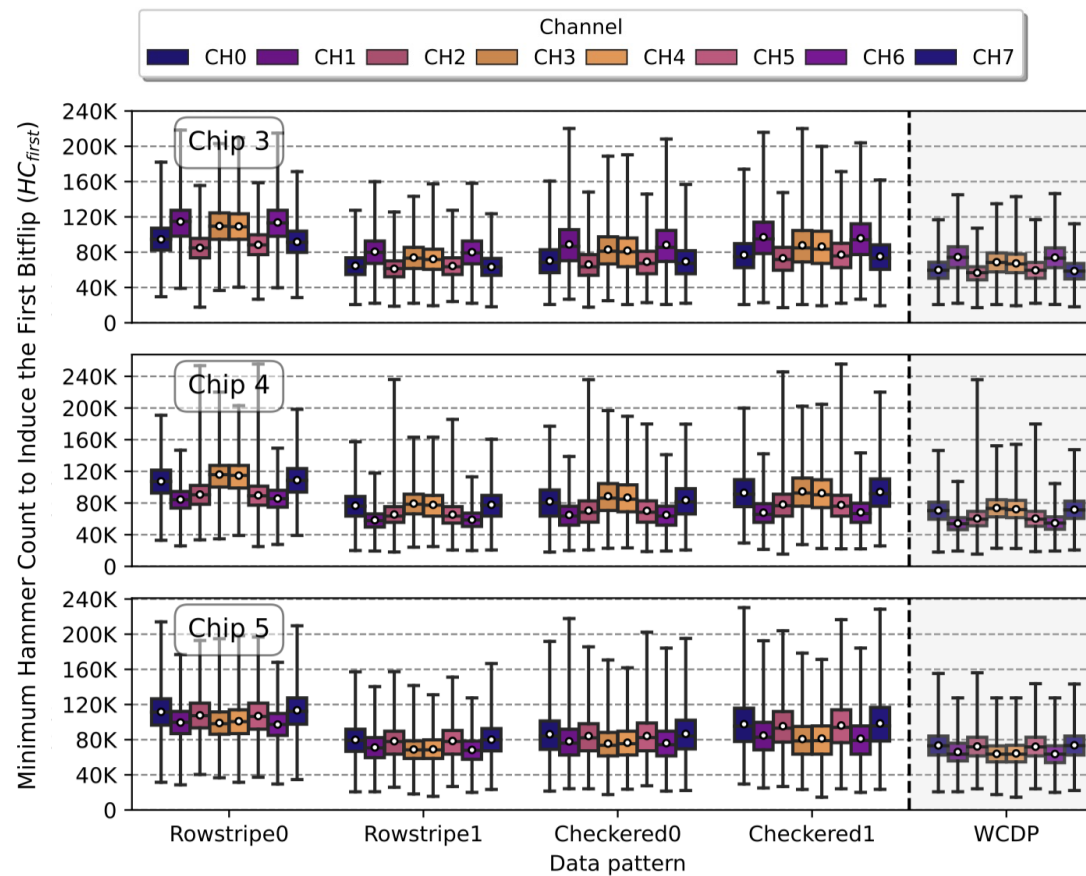 Channel
CH0 CH1 CH2 CH3 CH4 CH5 CH6 CH7
Minimum Hammer Count to Induce the First Bitflip (HC_first)
Chip 3
240K
200K
160K
120K
80K
40K
0
Chip 4
240K
200K
160K
120K
80K
40K
0
Chip 5
240K
200K
160K
120K
80K
40K
0
Rowstripe0 Rowstripe1 Checkered0 Checkered1 WCDP
Data pattern